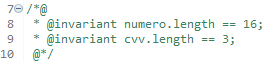 7 /*@
8  * @invariant numero.length == 16;
9  * @invariant cvv.length == 3;
10  @*/